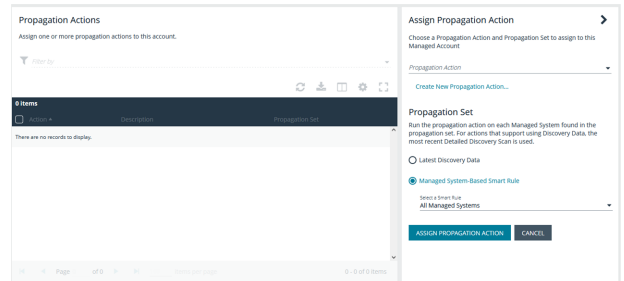 Propagation Actions
Assign one or more propagation actions to this account.
Filter by
0 items
Action
Description
Propagation Set
There are no records to display.
Page
of 0
Items per page
0 - 0 of 0 items
Assign Propagation Action
Choose a Propagation Action and Propagation Set to assign to this
Managed Account
Propagation Action
Create New Propagation Action...
Propagation Set
Run the propagation action on each Managed System found in the
propagation set. For actions that support using Discovery Data, the
most recent Detailed Discovery Scan is used.
Latest Discovery Data
Managed System-Based Smart Rule
Select a Smart Rule
All Managed Systems
ASSIGN PROPAGATION ACTION
CANCEL